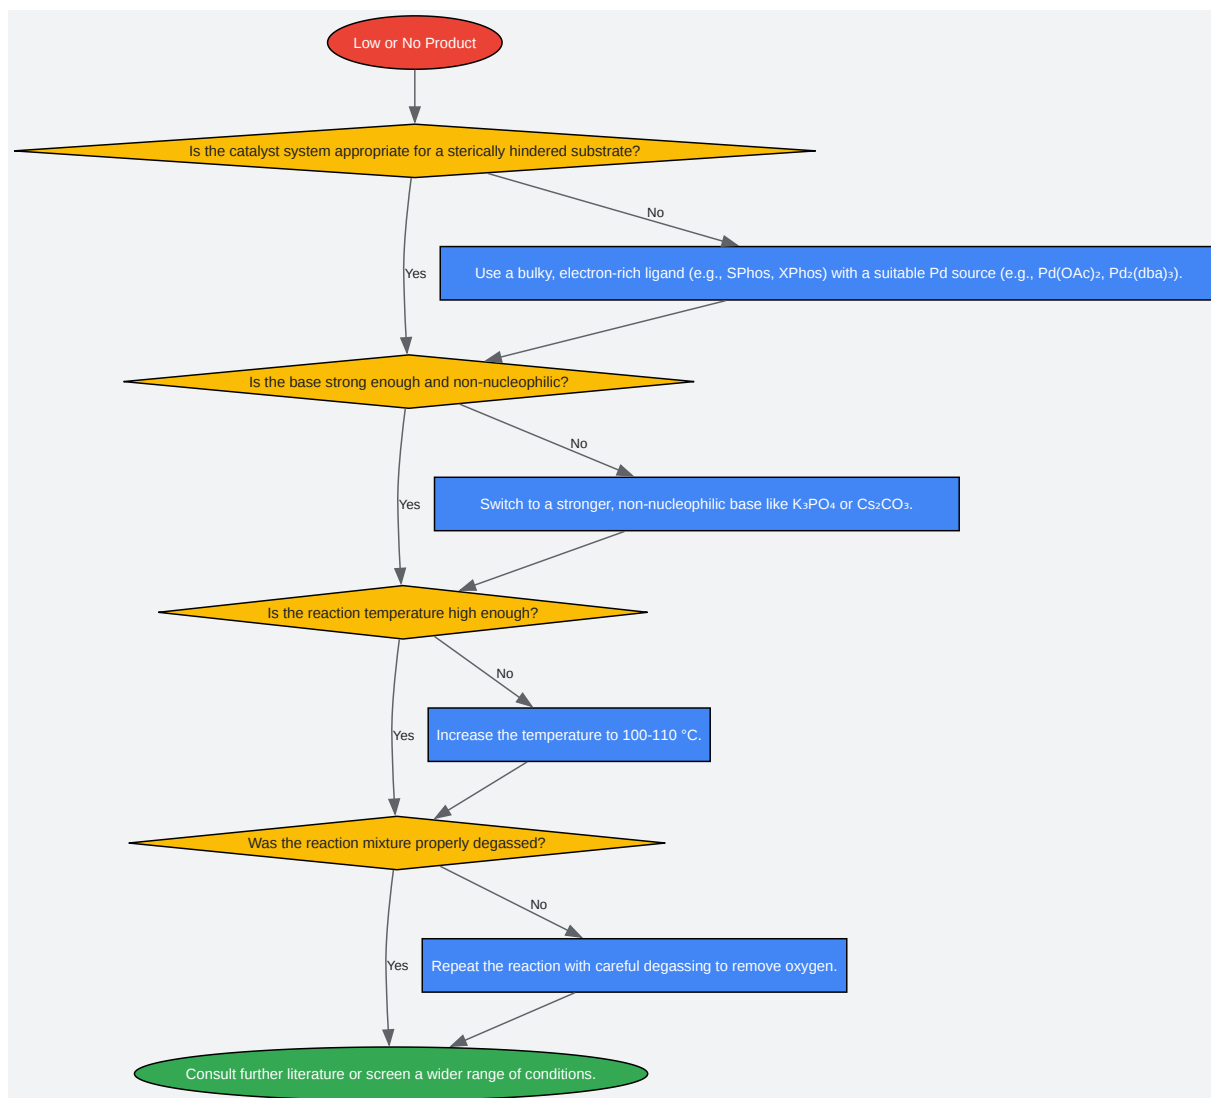 Low or No Product
Is the catalyst system appropriate for a sterically hindered substrate?
No
Yes
Use a bulky, electron-rich ligand (e.g., SPhos, XPhos) with a suitable Pd source (e.g., Pd(OAc)₂, Pd₂(dba)₃).
Is the base strong enough and non-nucleophilic?
No
Yes
Switch to a stronger, non-nucleophilic base like K₃PO₄ or Cs₂CO₃.
Is the reaction temperature high enough?
No
Yes
Increase the temperature to 100-110 °C.
Was the reaction mixture properly degassed?
No
Yes
Repeat the reaction with careful degassing to remove oxygen.
Consult further literature or screen a wider range of conditions.